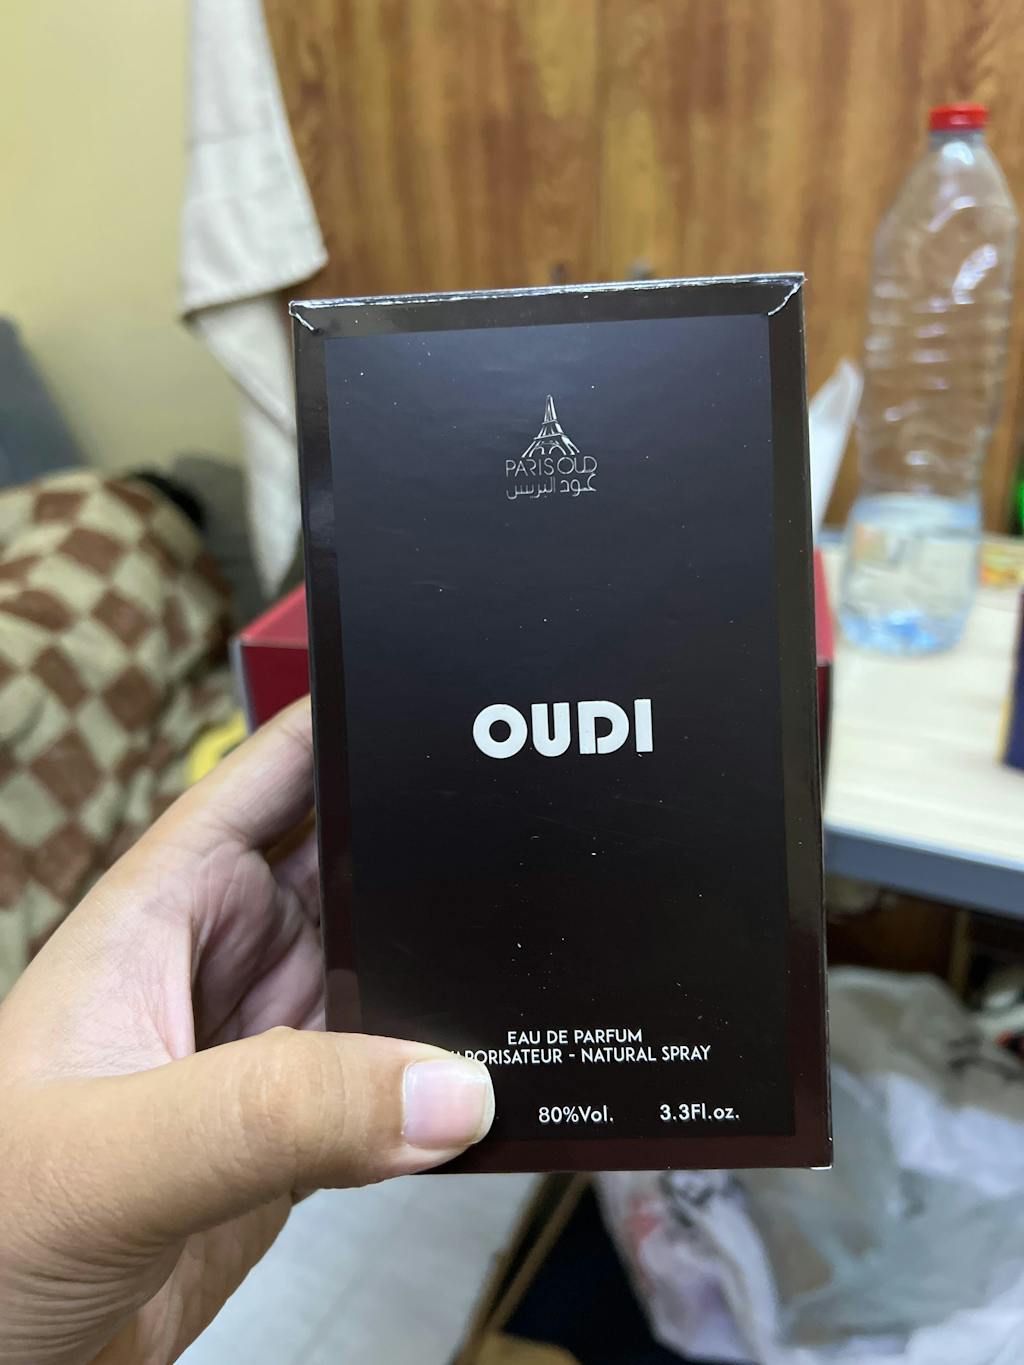 PARIS OUD
عود البريس
OUDI
EAU DE PARFUM
- NATURAL SPRAY
80%Vol. 3.3Fl.oz.